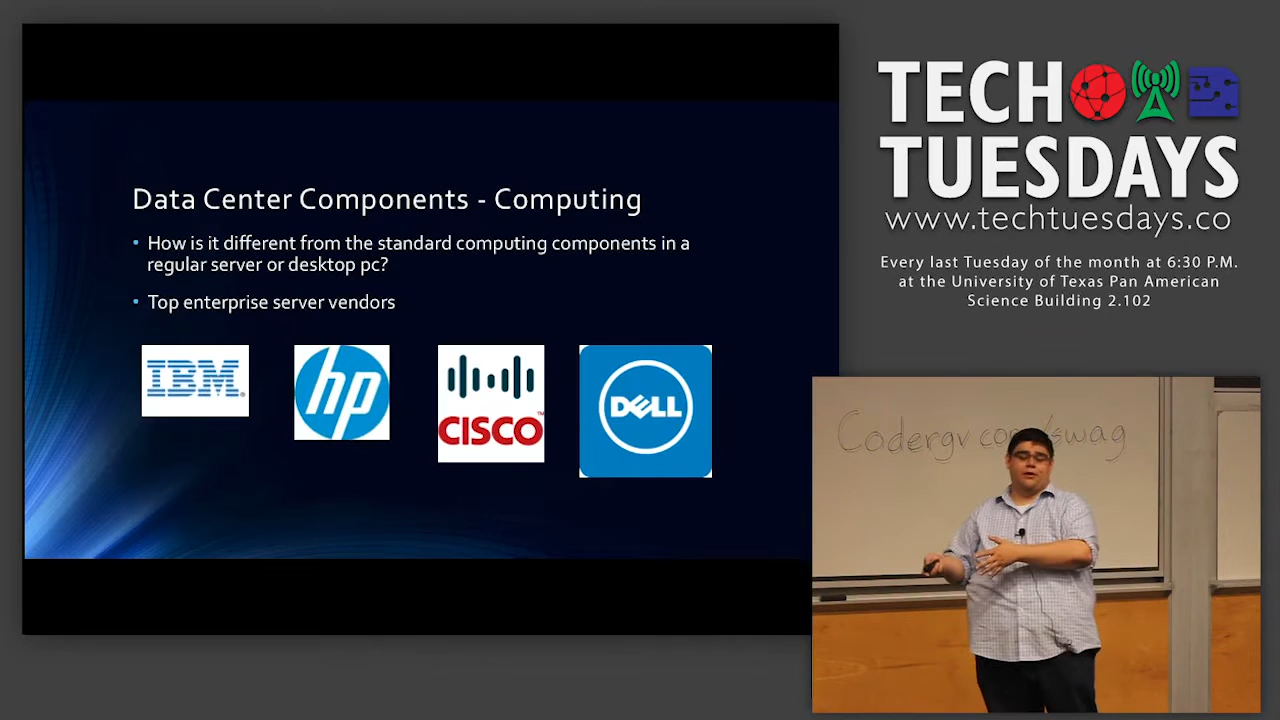 Data Center Components - Computing
• How is it different from the standard computing components in a
regular server or desktop pc?
• Top enterprise server vendors
IBM®
hp
CISCO™
DELL
TECH
TUESDAYS
www.techtuesdays.co
Every last Tuesday of the month at 6:30 P.M.
at the University of Texas Pan American
Science Building 2.102
Codergv.com/swag